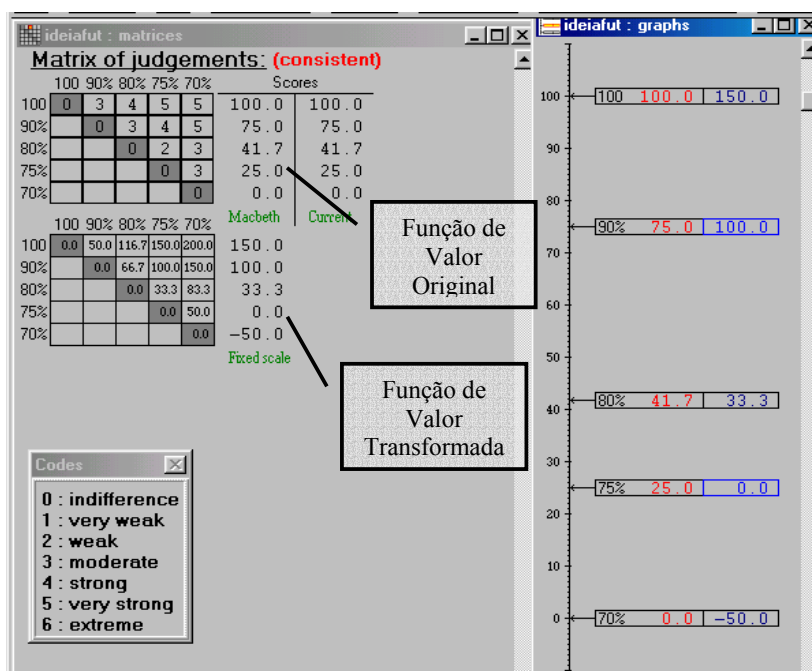 ideiafut : matrices
Matrix of judgements: (consistent)
100 90% 80% 75% 70% Scores
100 0 3 4 5 5 100.0 100.0
90% 0 3 4 5 75.0 75.0
80% 0 2 3 41.7 41.7
75% 0 3 25.0 25.0
70% 0 0.0 0.0
Macbeth Current
100 90% 80% 75% 70%
100 0.0 50.0 116.7 150.0 200.0 150.0
90% 0.0 66.7 100.0 150.0 100.0
80% 0.0 33.3 83.3 33.3
75% 0.0 50.0 0.0
70% 0.0 -50.0
Fixed scale
Função de
Valor
Original
Função de
Valor
Transformada
Codes
0 : indifference
1 : very weak
2 : weak
3 : moderate
4 : strong
5 : very strong
6 : extreme
ideiafut : graphs
100 100 100.0 150.0
90
80
90% 75.0 100.0
70
60
50
40 80% 41.7 33.3
30
75% 25.0 0.0
20
10
0 70% 0.0 -50.0